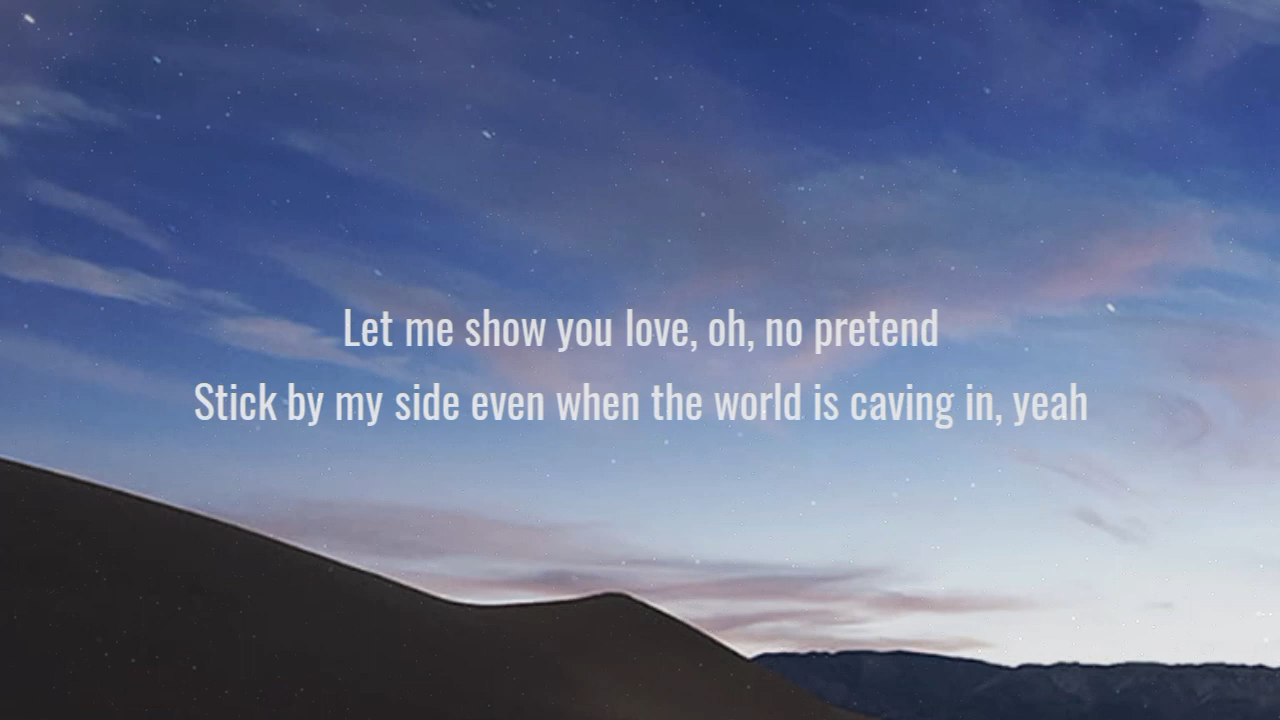 Let me show you love, oh, no pretend
Stick by my side even when the world is caving in, yeah